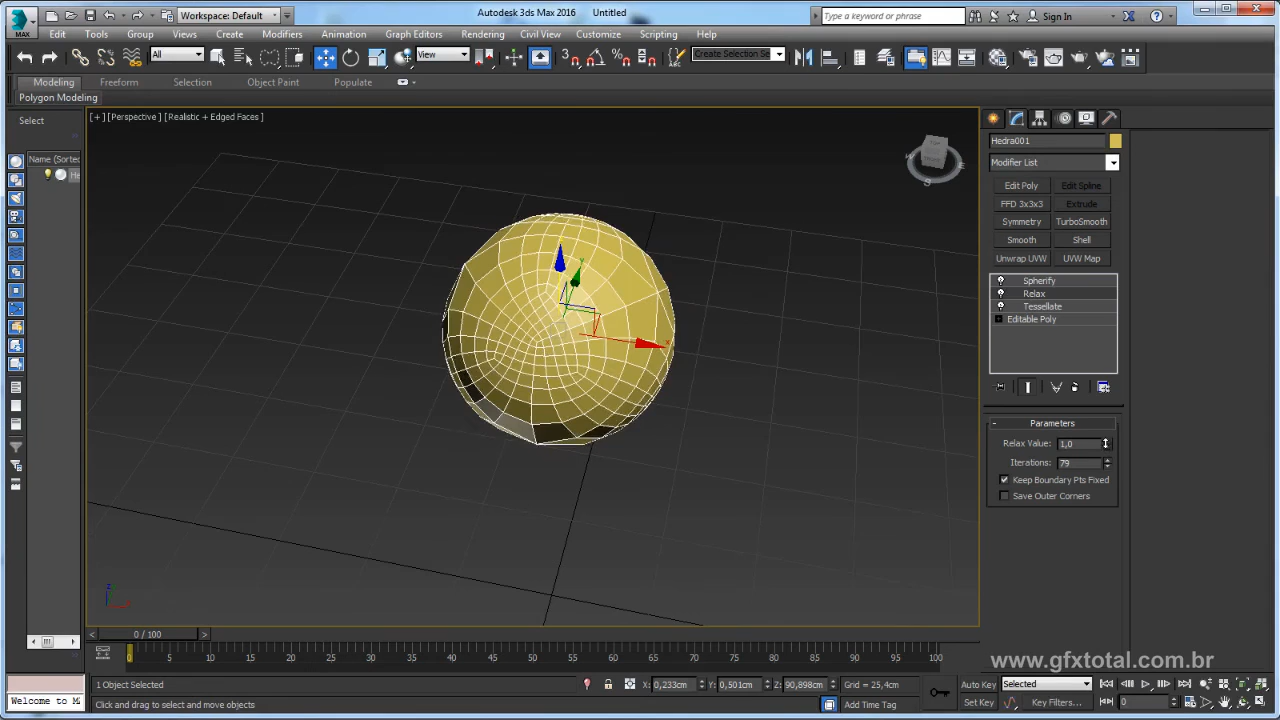 Workspace: Default
Autodesk 3ds Max 2016 Untitled
Type a keyword or phrase
Sign In
MAX
Edit Tools Group Views Create Modifiers Animation Graph Editors Rendering Civil View Customize Scripting Help
All
View
Create Selection Se
Modeling Freeform Selection Object Paint Populate
Polygon Modeling
Select
[+] [Perspective] [Realistic + Edged Faces]
Name (Sorted
He
Hedra001
Modifier List
Edit Poly Edit Spline
FFD 3x3x3 Extrude
Symmetry TurboSmooth
Smooth Shell
Unwrap UVW UVW Map
Spherify
Relax
Tessellate
Editable Poly
Parameters
Relax Value: 1,0
Iterations: 79
Keep Boundary Pts Fixed
Save Outer Corners
0 / 100
0 5 10 15 20 25 30 35 40 45 50 55 60 65 70 75 80 85 90 95 100
www.gfxtotal.com.br
1 Object Selected
X: 0,233cm Y: 0,501cm Z: 90,898cm Grid = 25,4cm
Auto Key Selected
Welcome to M
Click and drag to select and move objects
Add Time Tag
Set Key Key Filters... 0